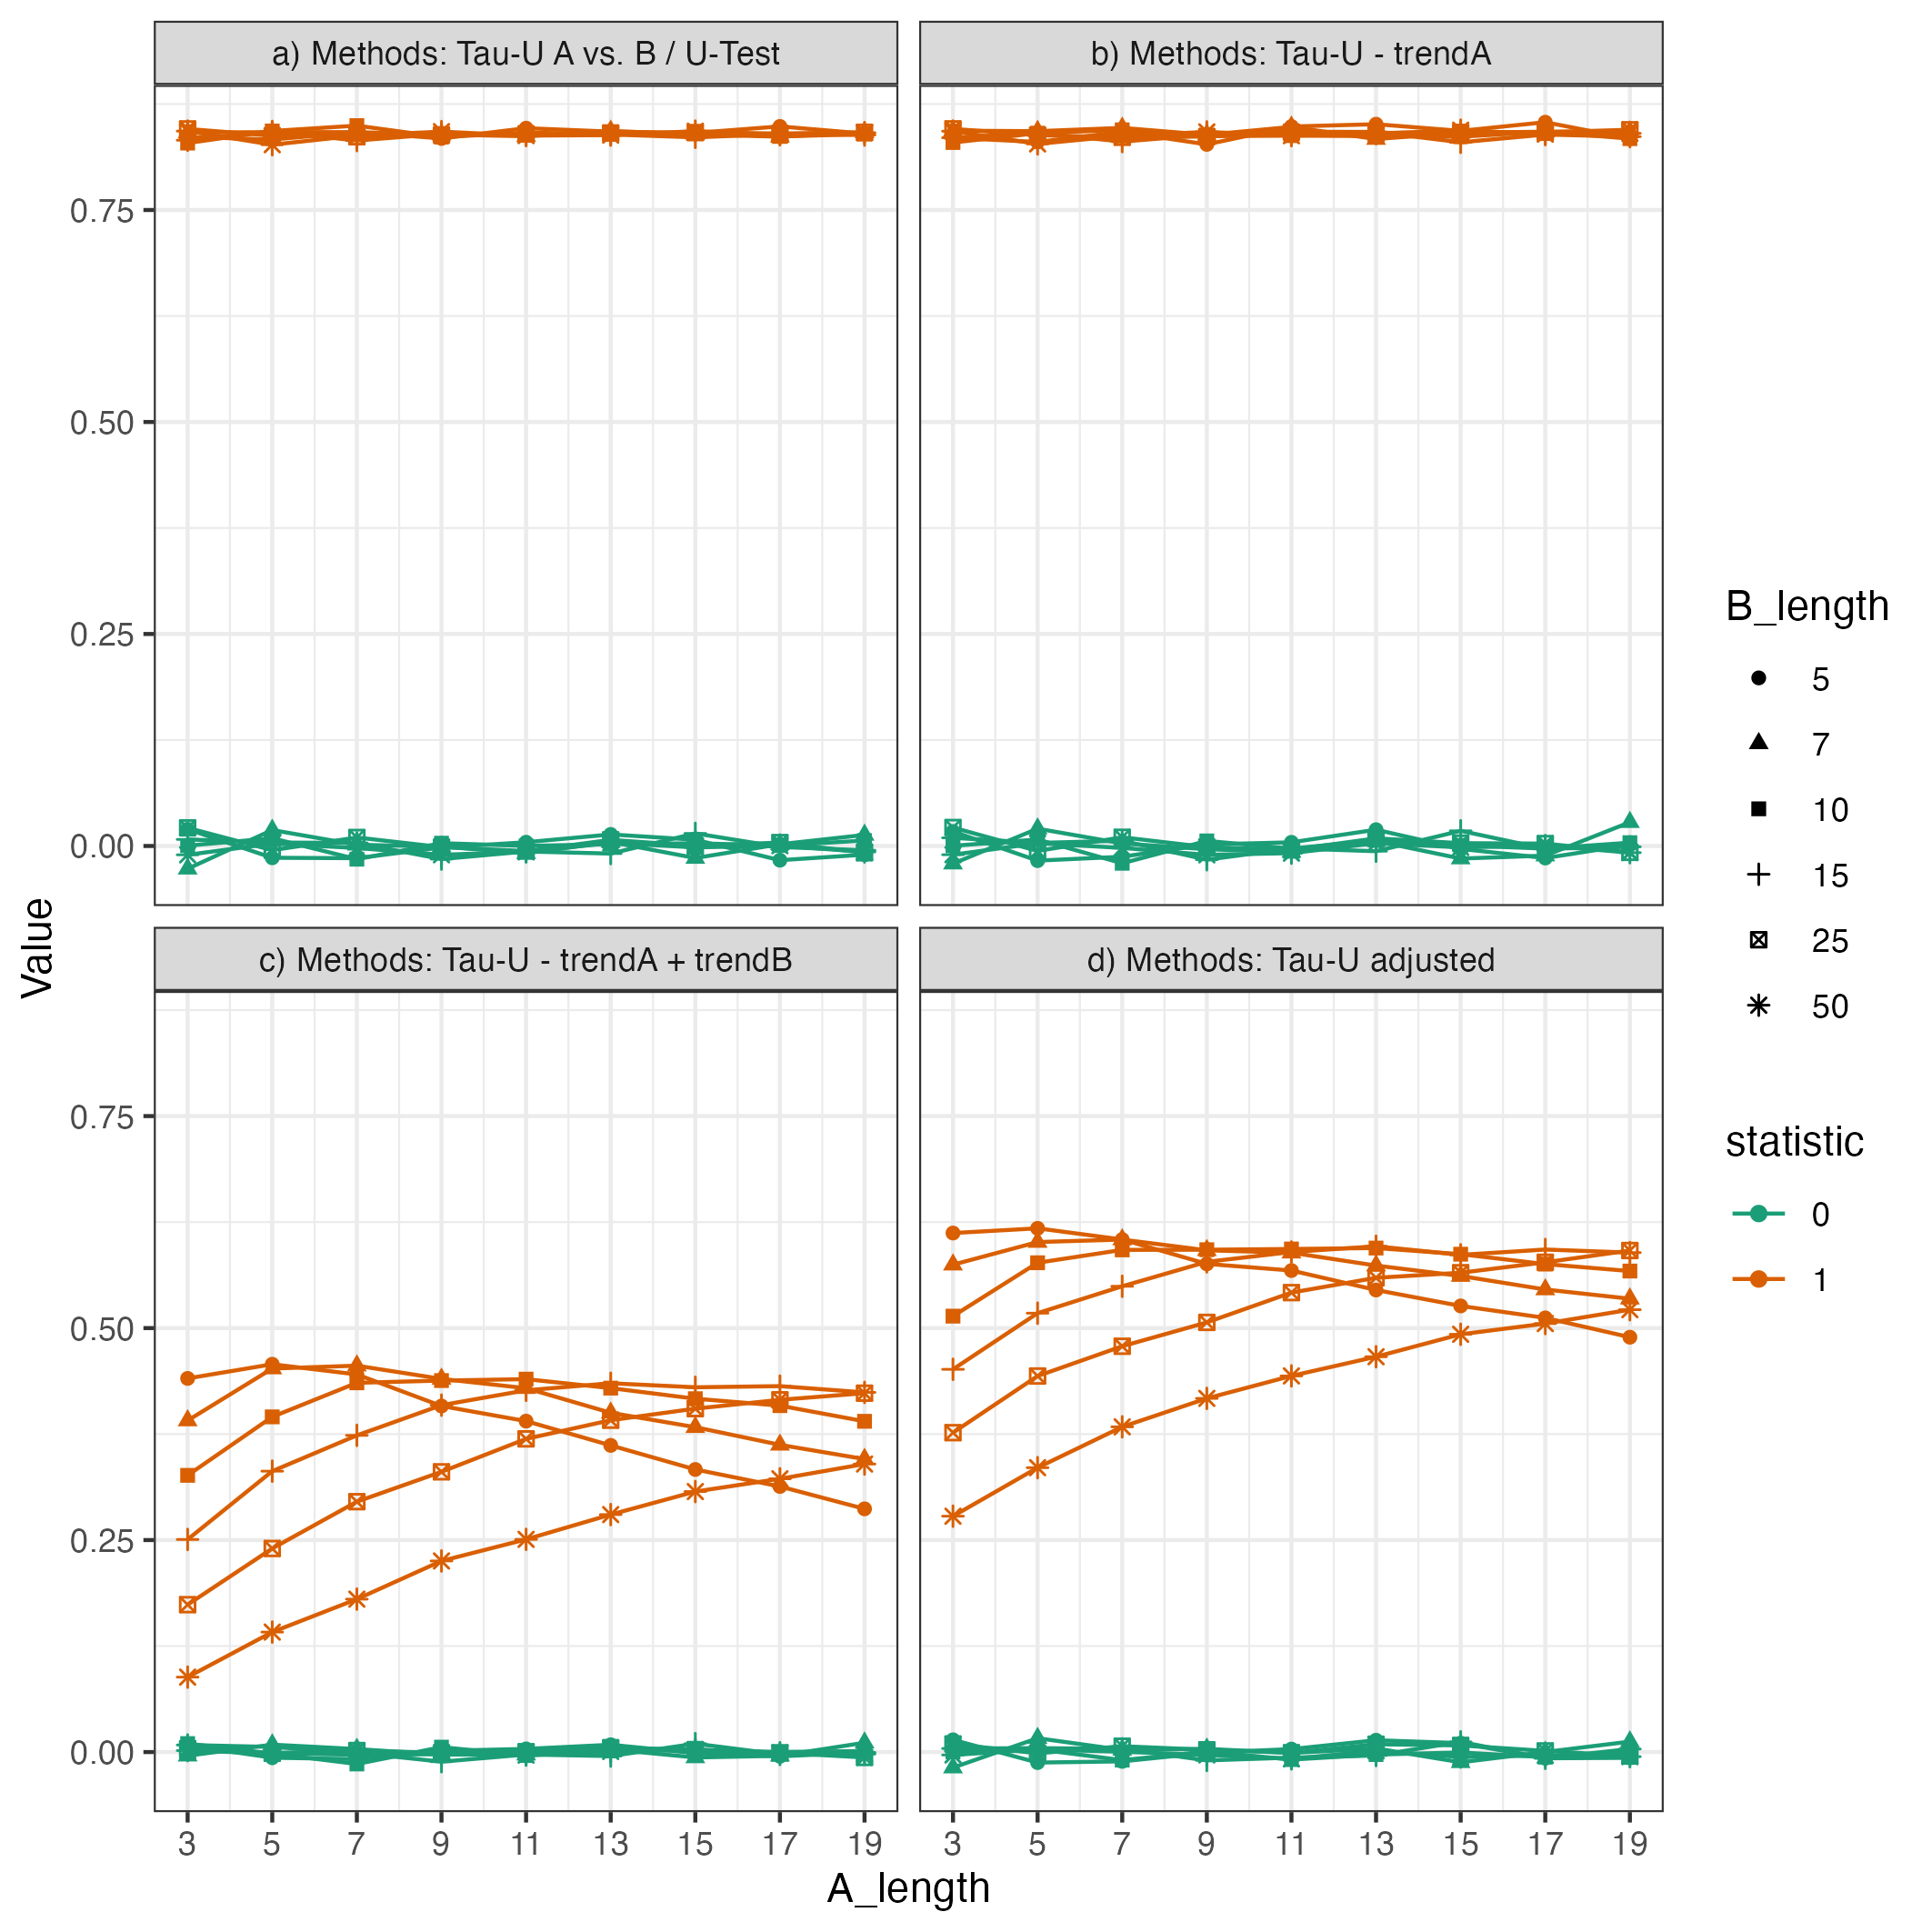 a) Methods: Tau-U A vs. B / U-Test
b) Methods: Tau-U - trendA
0.75
0.50
0.25
0.00
c) Methods: Tau-U - trendA + trendB
d) Methods: Tau-U adjusted
0.75
0.50
0.25
0.00
3 5 7 9 11 13 15 17 19
3 5 7 9 11 13 15 17 19
A_length
Value
B_length
5
7
10
15
25
50
statistic
0
1